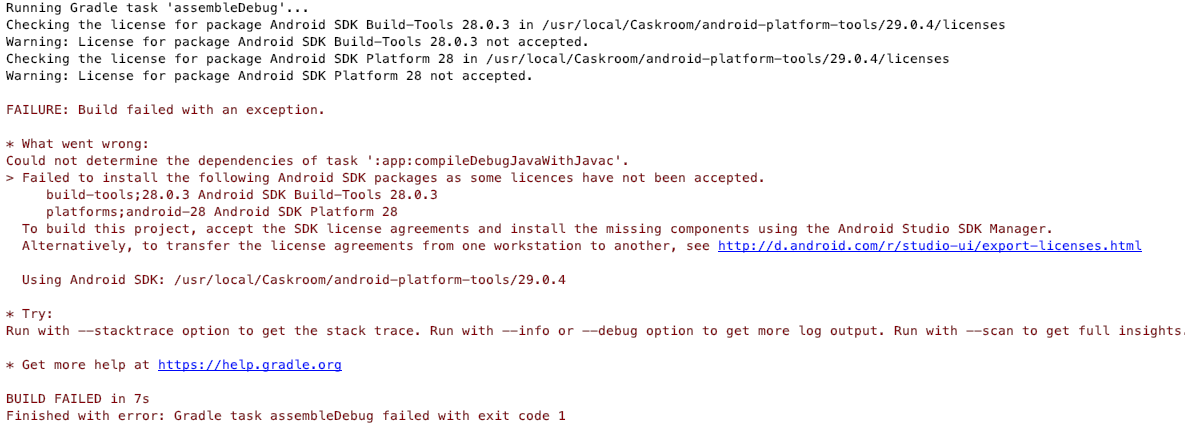 Running Gradle task 'assembleDebug'...
Checking the license for package Android SDK Build-Tools 28.0.3 in /usr/local/Caskroom/android-platform-tools/29.0.4/licenses
Warning: License for package Android SDK Build-Tools 28.0.3 not accepted.
Checking the license for package Android SDK Platform 28 in /usr/local/Caskroom/android-platform-tools/29.0.4/licenses
Warning: License for package Android SDK Platform 28 not accepted.
FAILURE: Build failed with an exception.
* What went wrong:
Could not determine the dependencies of task ':app:compileDebugJavaWithJavac'.
> Failed to install the following Android SDK packages as some licences have not been accepted.
build-tools;28.0.3 Android SDK Build-Tools 28.0.3
platforms;android-28 Android SDK Platform 28
To build this project, accept the SDK license agreements and install the missing components using the Android Studio SDK Manager.
Alternatively, to transfer the license agreements from one workstation to another, see http://d.android.com/r/studio-ui/export-licenses.html
Using Android SDK: /usr/local/Caskroom/android-platform-tools/29.0.4
* Try:
Run with --stacktrace option to get the stack trace. Run with --info or --debug option to get more log output. Run with --scan to get full insights.
* Get more help at https://help.gradle.org
BUILD FAILED in 7s
Finished with error: Gradle task assembleDebug failed with exit code 1